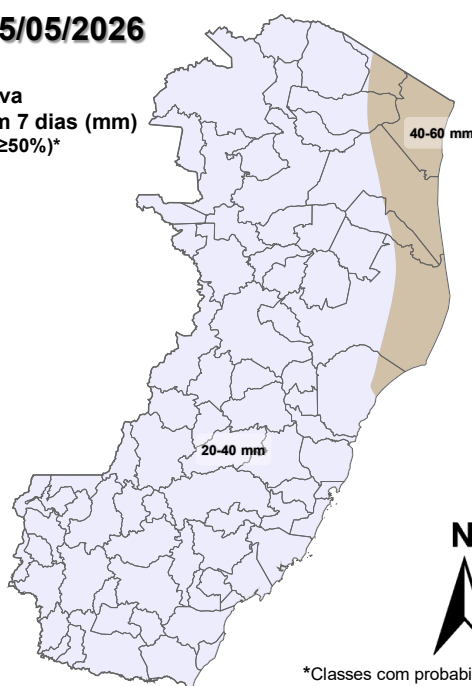 5/05/2026
va
m 7 dias (mm)
≥50%)*
40-60 mm
20-40 mm
N
*Classes com probabi